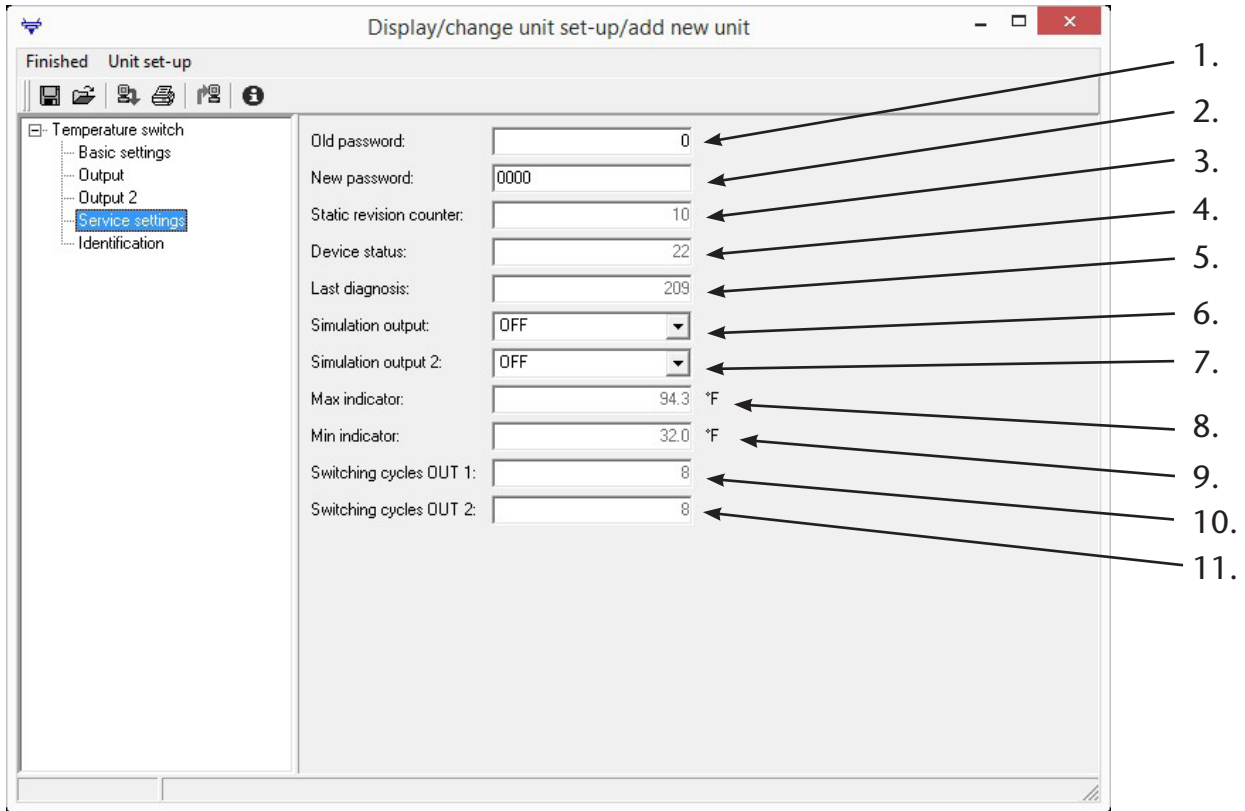 Display/change unit set-up/add new unit
Finished Unit set-up
Temperature switch
Basic settings
Output
Output 2
Service settings
Identification
Old password: 0
New password: 0000
Static revision counter: 10
Device status: 22
Last diagnosis: 209
Simulation output: OFF
Simulation output 2: OFF
Max indicator: 94.3 °F
Min indicator: 32.0 °F
Switching cycles OUT 1: 8
Switching cycles OUT 2: 8
1.
2.
3.
4.
5.
6.
7.
8.
9.
10.
11.